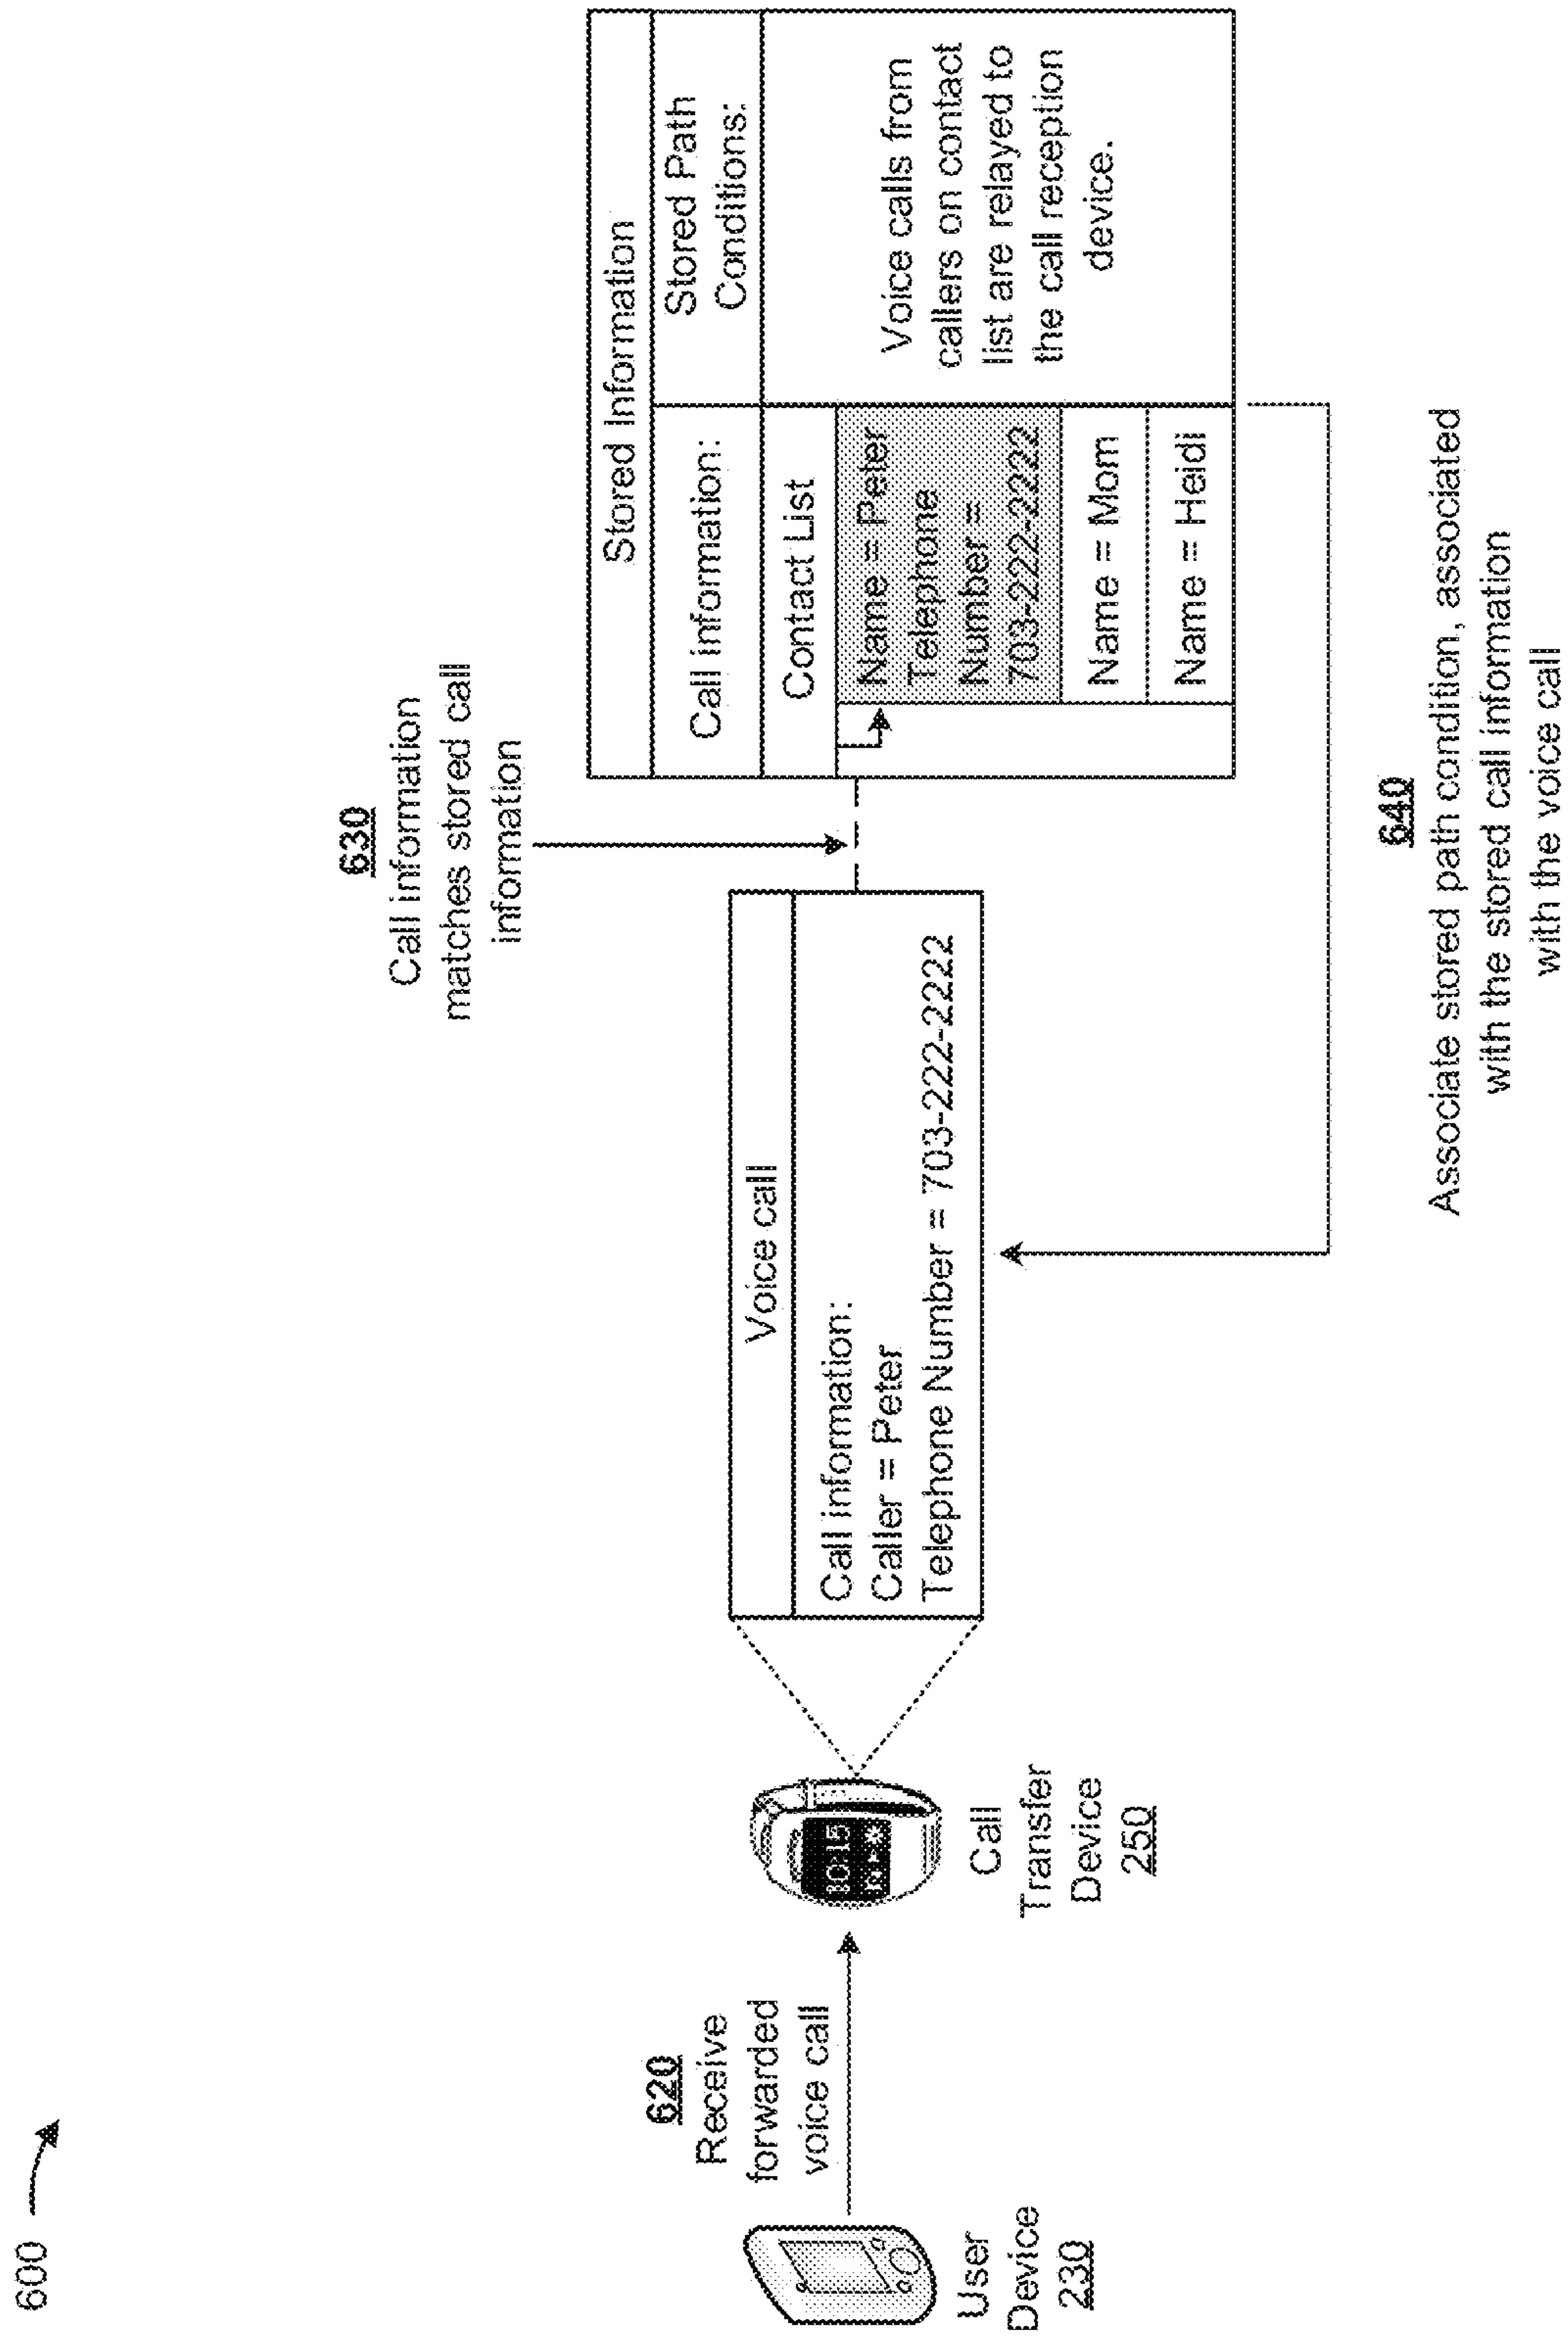 600
620
Receive
forwarded
voice call
User
Device
230
Call
Transfer
Device
250
Voice call
Call information:
Caller = Peter
Telephone Number = 703-222-2222
630
Call information
matches stored call
information
Stored Information
Call information:
Stored Path
Conditions:
Contact List
Name = Peter
Telephone
Number =
703-222-2222
Name = Mom
Name = Heidi
Voice calls from
callers on contact
list are relayed to
the call reception
device.
640
Associate stored path condition, associated
with the stored call information
with the voice call